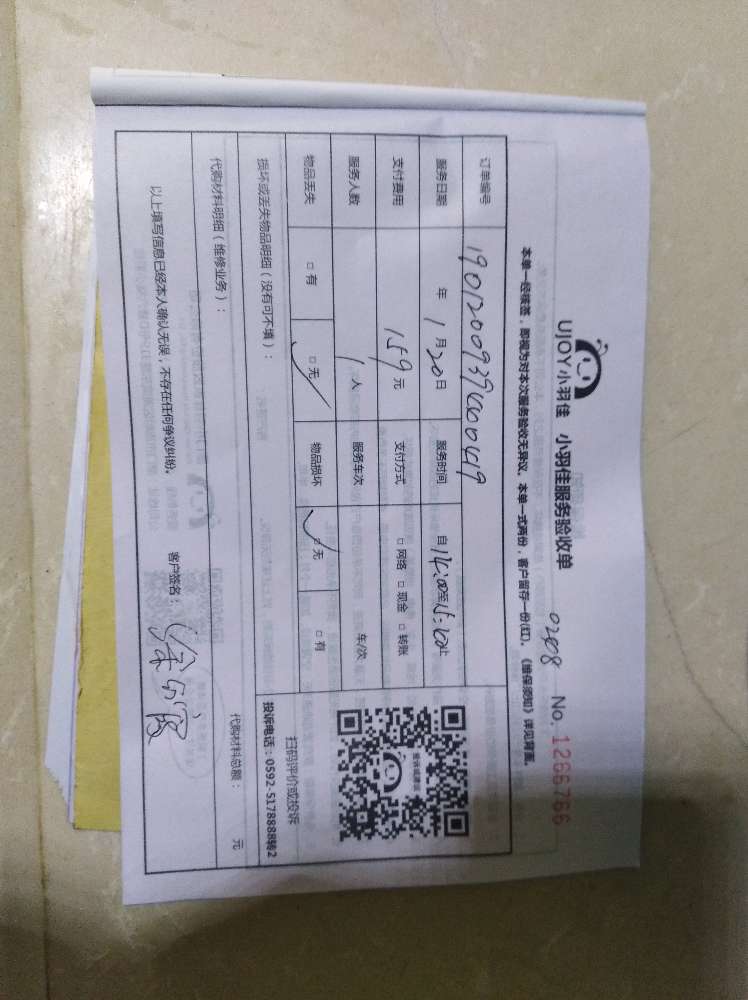 UJOY小羽佳 小羽佳服务验收单
0208 No. 1266766
本单一经核签，即视为对本次服务验收无异议。本单一式两份，客户留存一份(红)。《维保须知》详见背面。
订单编号
服务日期 年 1 月 20 日 服务时间 自 14:00 至 15:00 止
支付费用 159 元 支付方式 □ 网络 □ 现金 □ 转账
服务人数 1 人 服务车次 车/次
物品丢失 □ 有 □ 无 物品损坏 □ 无 □ 有
损坏或丢失物品明细（没有可不填）：
扫码评价或投诉
投诉电话：0592-5178888转2
代购材料明细（维修业务）：
代购材料总额： 元
以上填写信息已经本人确认无误，不存在任何争议纠纷。
客户签名：